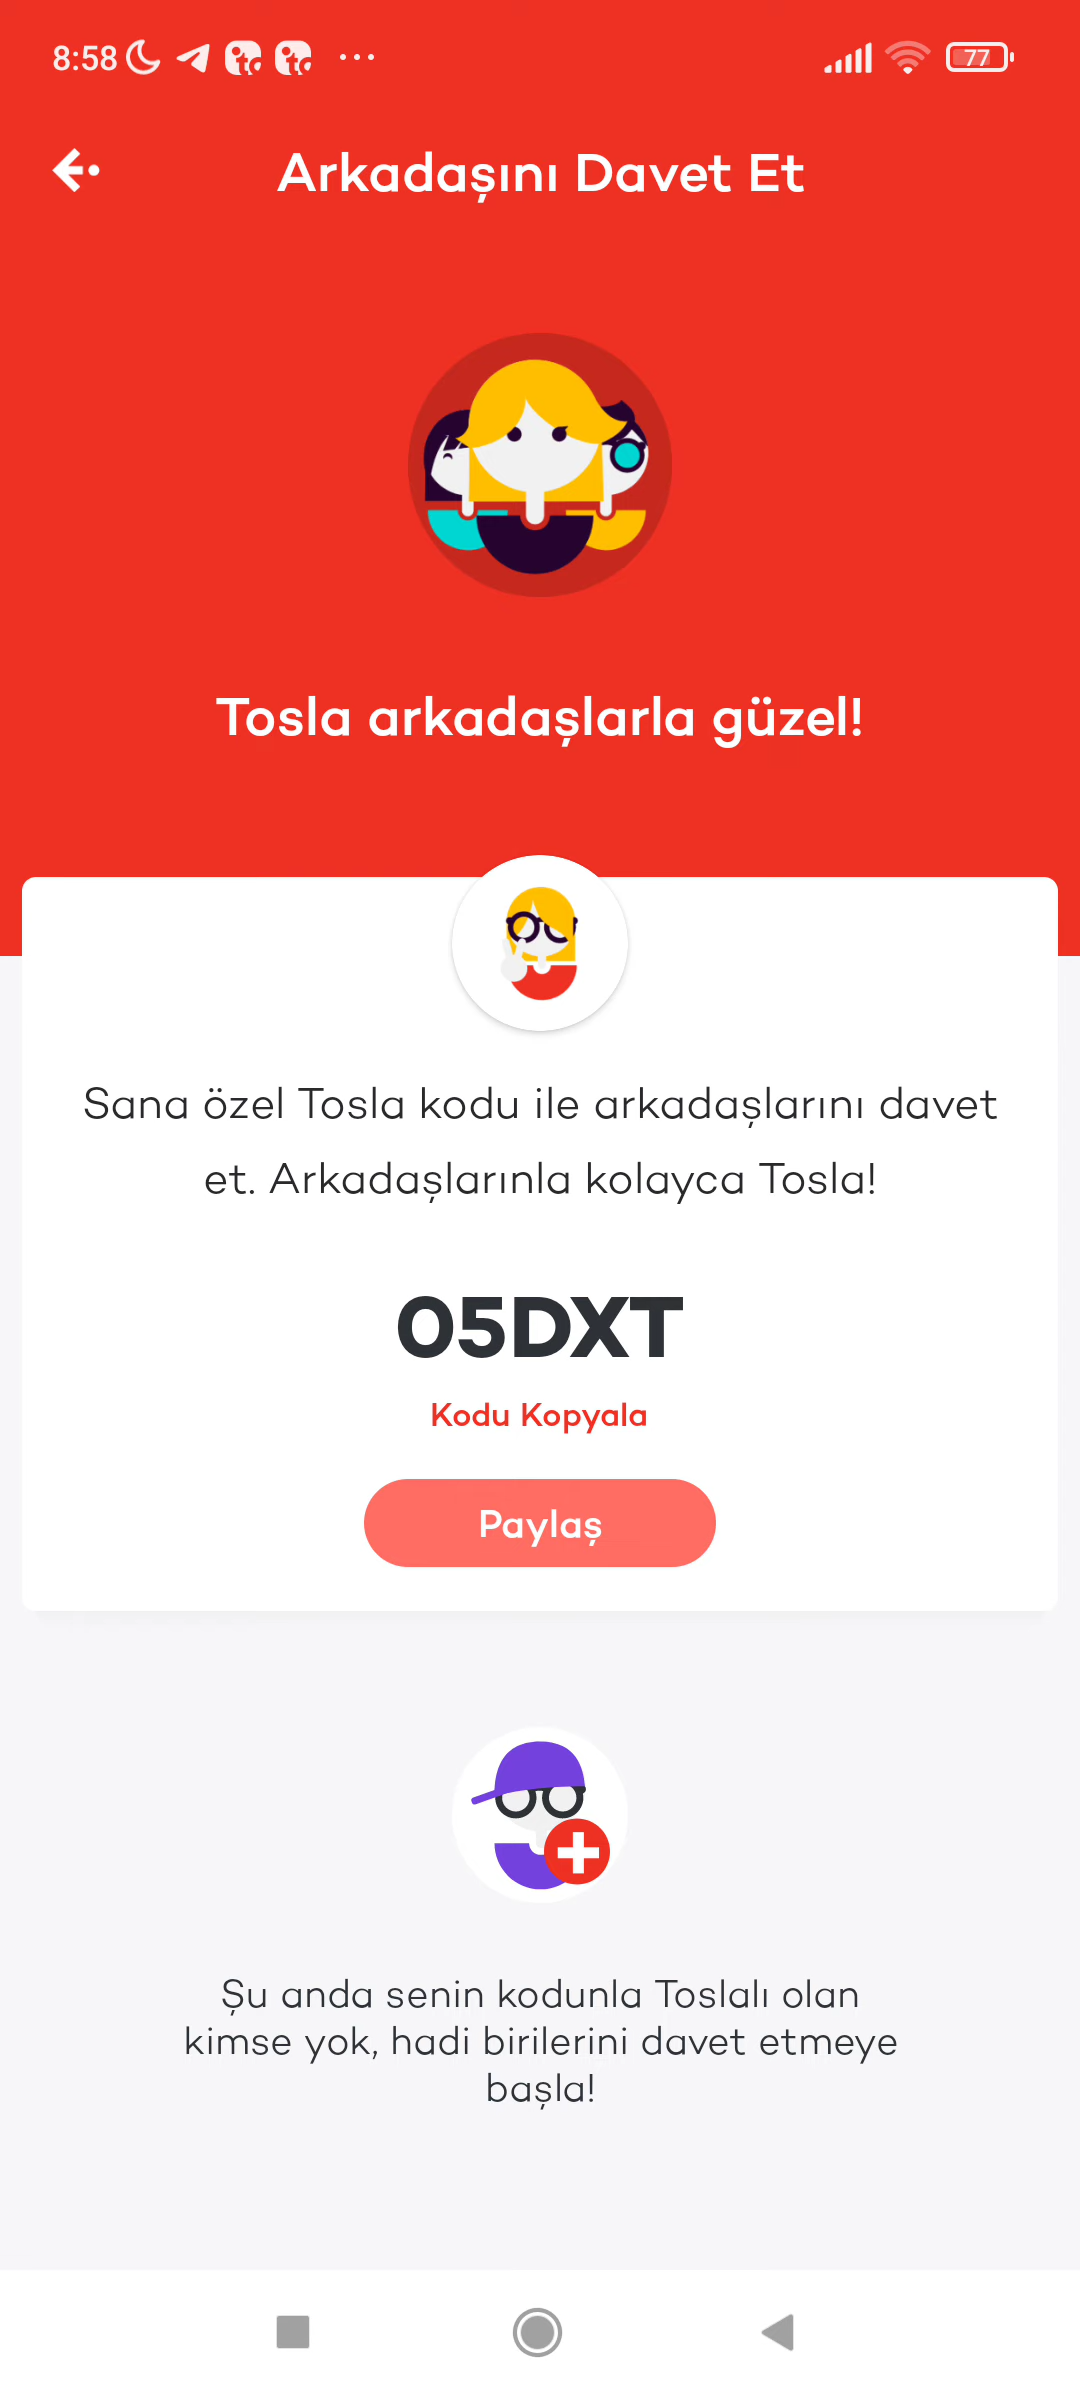 8:58
77
Arkadaşını Davet Et
Tosla arkadaşlarla güzel!
Sana özel Tosla kodu ile arkadaşlarını davet
et. Arkadaşlarınla kolayca Tosla!
05DXT
Kodu Kopyala
Paylaş
Şu anda senin kodunla Toslalı olan
kimse yok, hadi birilerini davet etmeye
başla!